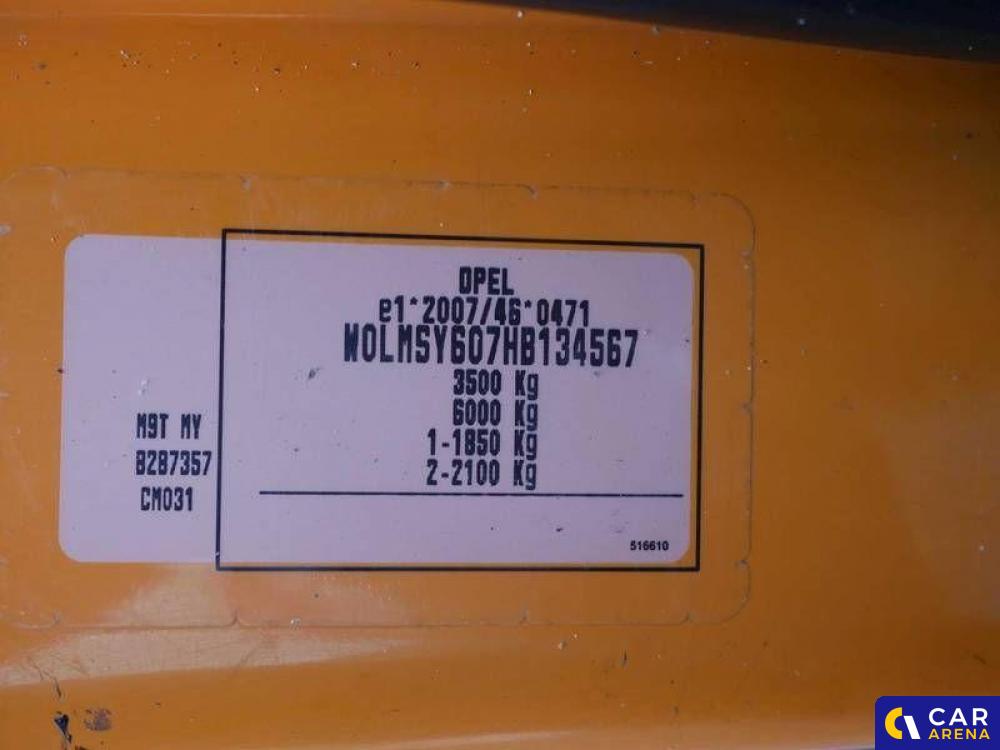 OPEL
e1*2007/46*0471
W0LMSY607HB134567
3500 Kg
6000 Kg
1-1850 Kg
2-2100 Kg
M9T MY
B287357
CM031
516610
CAR
ARENA